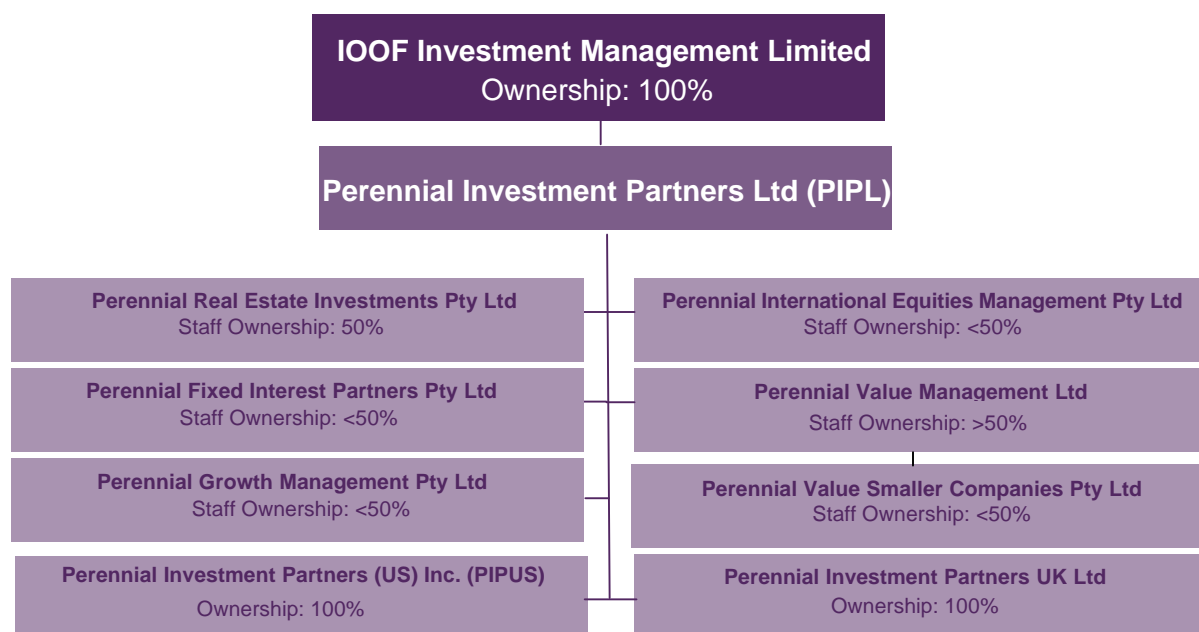 IOOF Investment Management Limited
Ownership: 100%
Perennial Investment Partners Ltd (PIPL)
Perennial Real Estate Investments Pty Ltd
Staff Ownership: 50%
Perennial International Equities Management Pty Ltd
Staff Ownership: <50%
Perennial Fixed Interest Partners Pty Ltd
Staff Ownership: <50%
Perennial Value Management Ltd
Staff Ownership: >50%
Perennial Growth Management Pty Ltd
Staff Ownership: <50%
Perennial Value Smaller Companies Pty Ltd
Staff Ownership: <50%
Perennial Investment Partners (US) Inc. (PIPUS)
Ownership: 100%
Perennial Investment Partners UK Ltd
Ownership: 100%